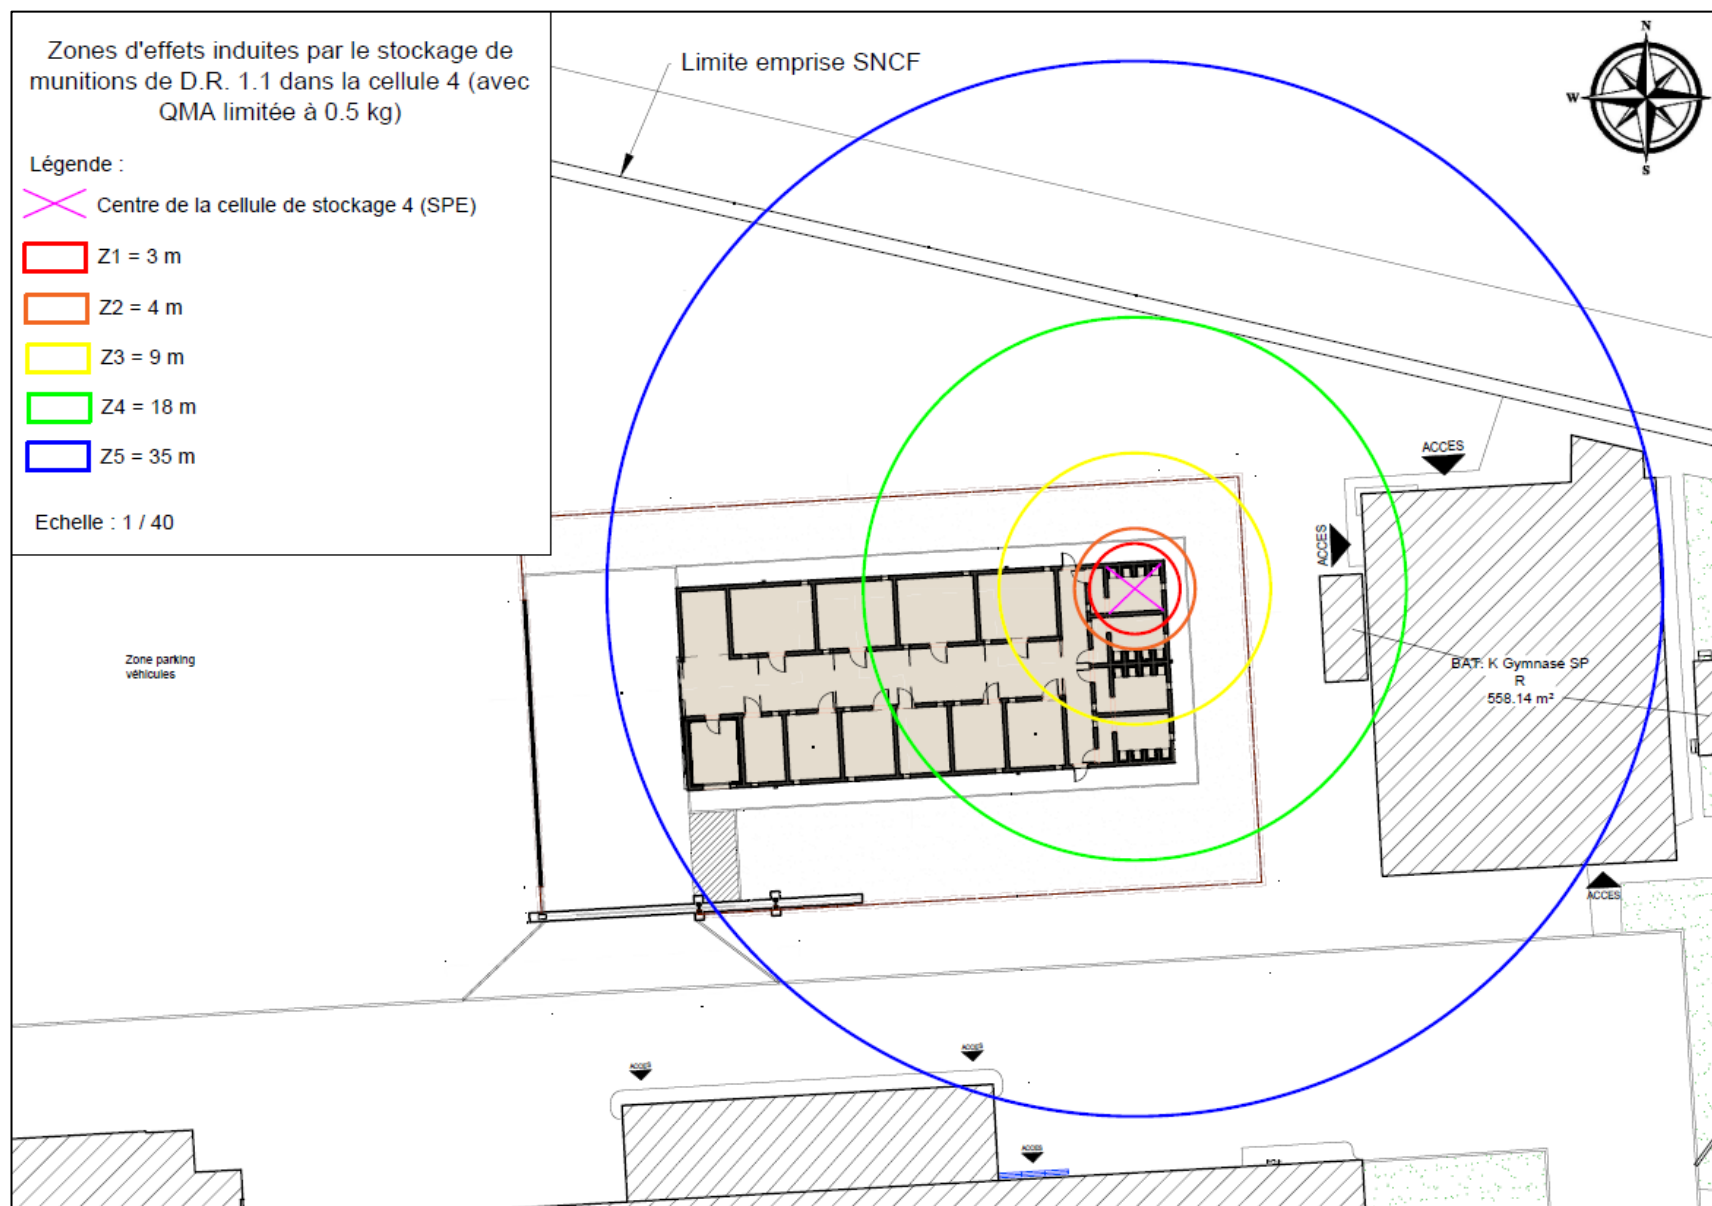 Zones d'effets induites par le stockage de
munitions de D.R. 1.1 dans la cellule 4 (avec
QMA limitée à 0.5 kg)
Légende :
Centre de la cellule de stockage 4 (SPE)
Z1 = 3 m
Z2 = 4 m
Z3 = 9 m
Z4 = 18 m
Z5 = 35 m
Echelle : 1 / 40
Limite emprise SNCF
N
W
S
ACCES
ACCES
Zone parking
véhicules
BAT. K Gymnase SP
R
558.14 m²
ACCES
ACCES
ACCES
ACCES